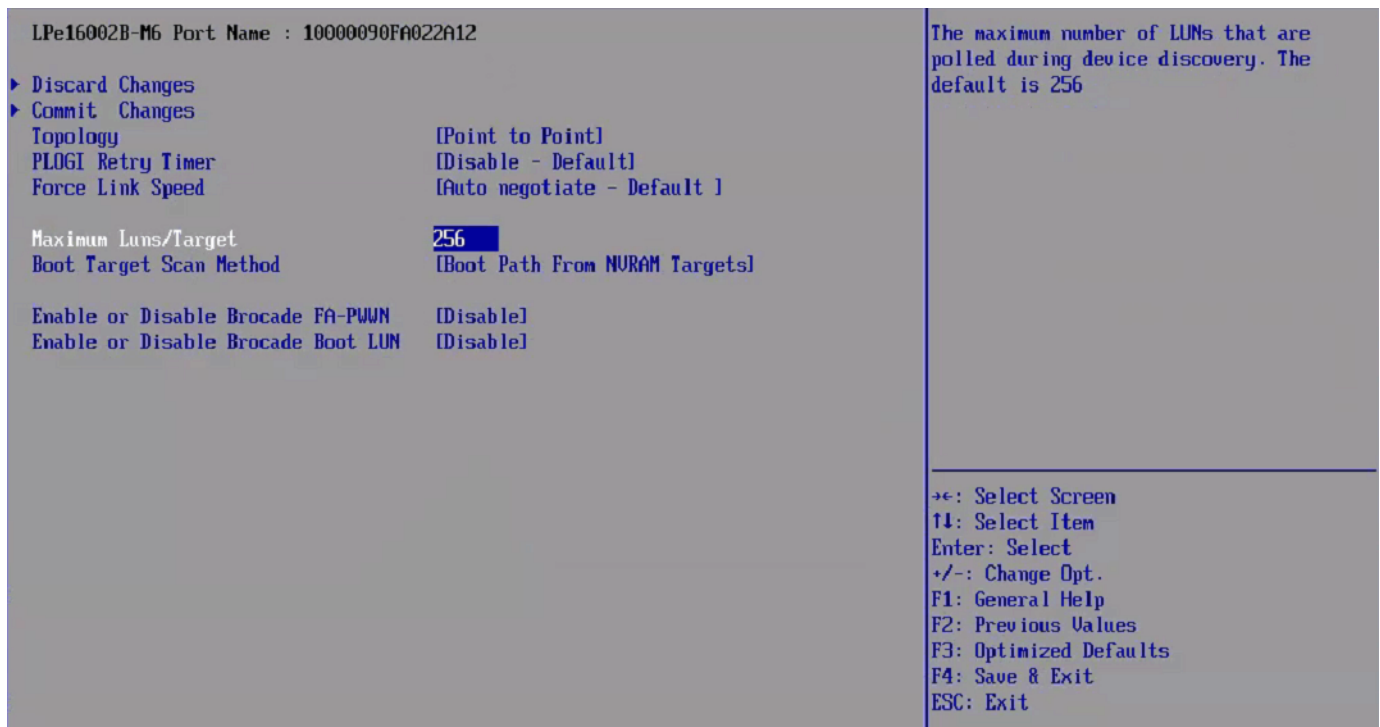 LPe16002B-M6 Port Name : 10000090FA022A12
▶ Discard Changes
▶ Commit Changes
Topology [Point to Point]
PLOGI Retry Timer [Disable - Default]
Force Link Speed [Auto negotiate - Default ]
Maximum Luns/Target 256
Boot Target Scan Method [Boot Path From NVRAM Targets]
Enable or Disable Brocade FA-PWWN [Disable]
Enable or Disable Brocade Boot LUN [Disable]
The maximum number of LUNs that are
polled during device discovery. The
default is 256
→←: Select Screen
↑↓: Select Item
Enter: Select
+/-: Change Opt.
F1: General Help
F2: Previous Values
F3: Optimized Defaults
F4: Save & Exit
ESC: Exit